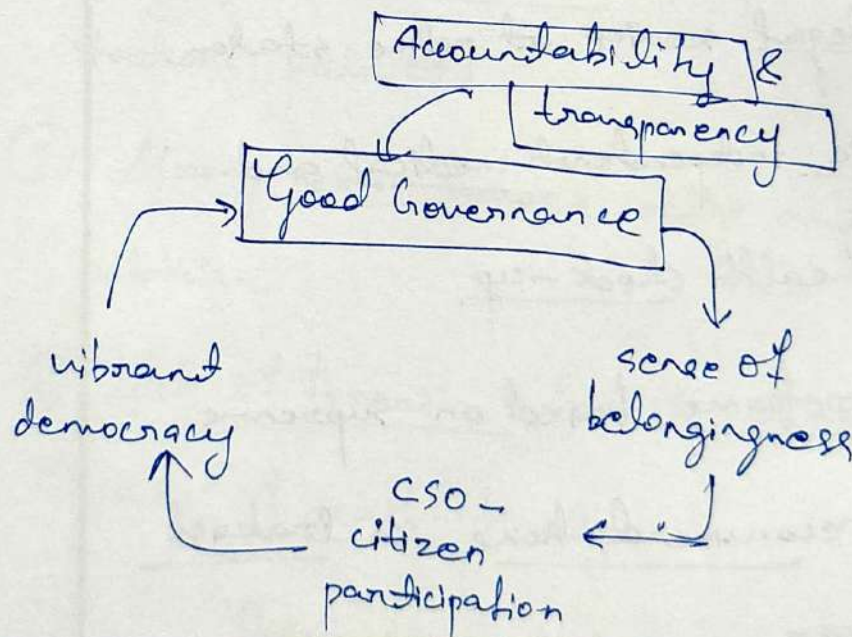 Accountability &
transparency
Good Governance
vibrant
democracy
sense of
belongingness
CSO -
citizen
participation